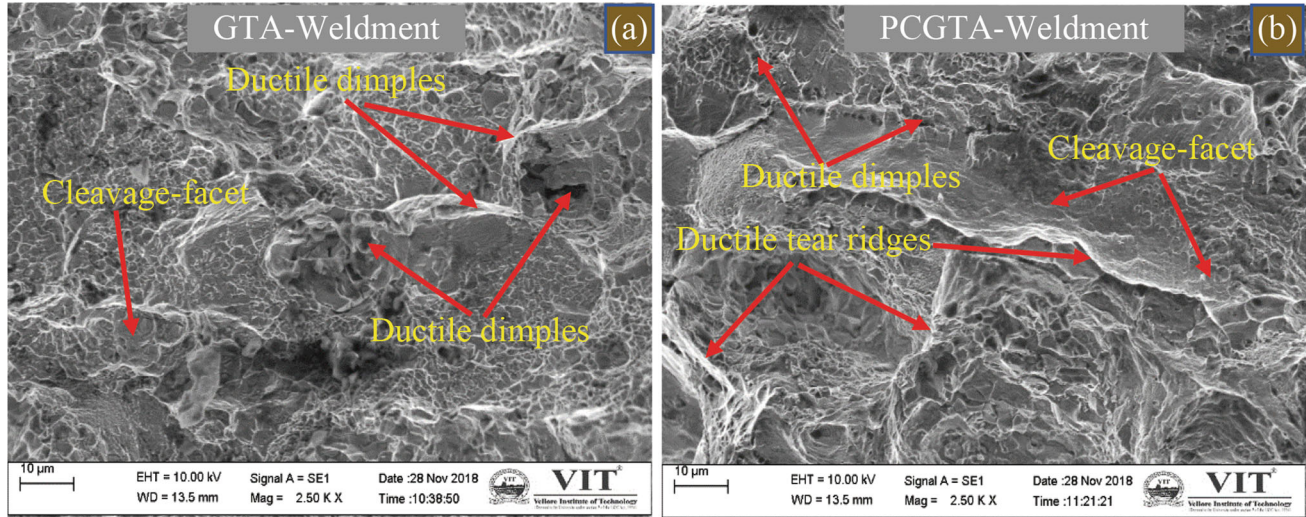 GTA-Weldment
(a)
Ductile dimples
Cleavage-facet
Ductile dimples
10 µm
EHT = 10.00 kV
WD = 13.5 mm
Signal A = SE1
Mag = 2.50 K X
Date :28 Nov 2018
Time :10:38:50
VIT
VIT®
Vellore Institute of Technology
PCGTA-Weldment
(b)
Ductile dimples
Cleavage-facet
Ductile tear ridges
10 µm
EHT = 10.00 kV
WD = 13.5 mm
Signal A = SE1
Mag = 2.50 K X
Date :28 Nov 2018
Time :11:21:21
VIT
VIT®
Vellore Institute of Technology